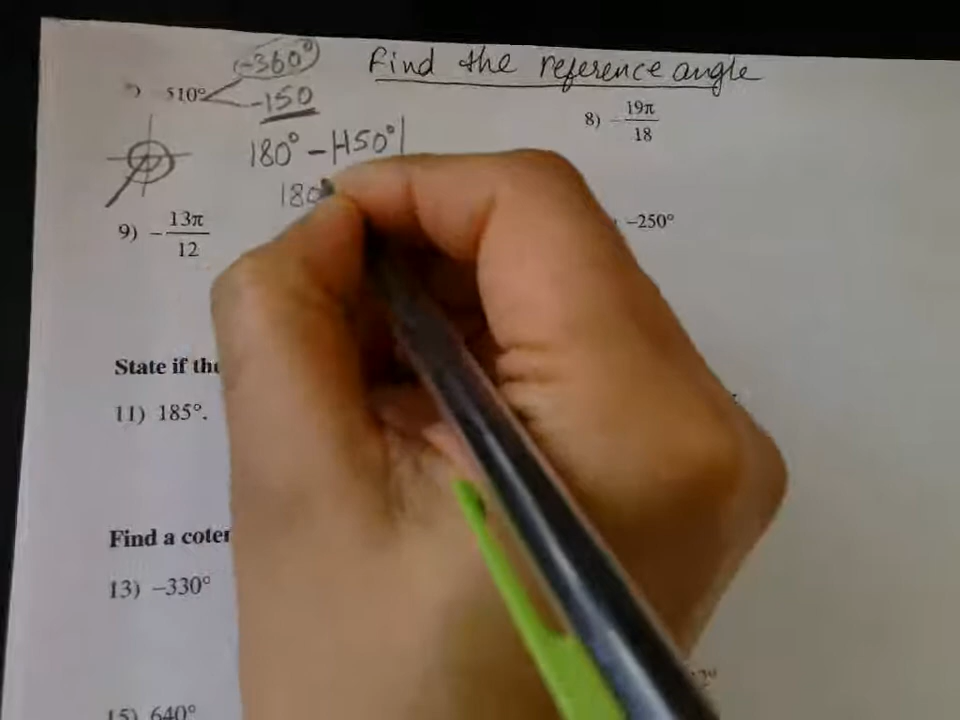 Find the reference angle
(-360°)
510°
-150
8) -19π/18
180° - |-150°|
180
9) -13π/12
-250°
State if the
11) 185°.
Find a coter
13) -330°
15) 640°